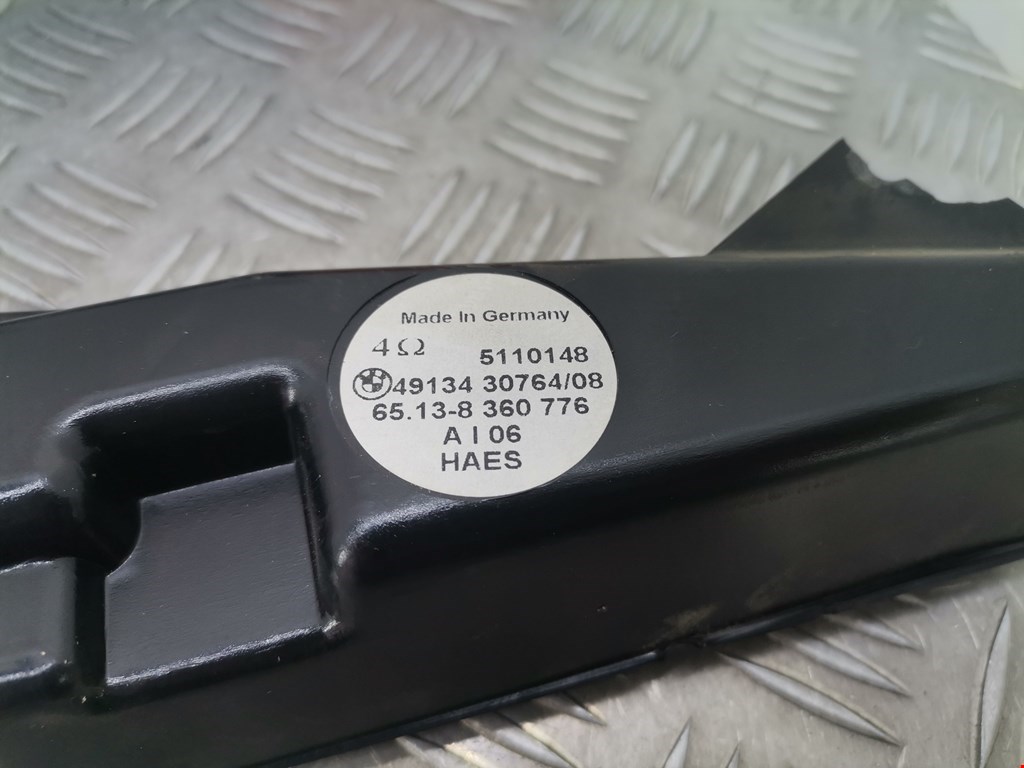 Made In Germany
4Ω 5110148
49134 30764/08
65.13-8 360 776
A I 06
HAES